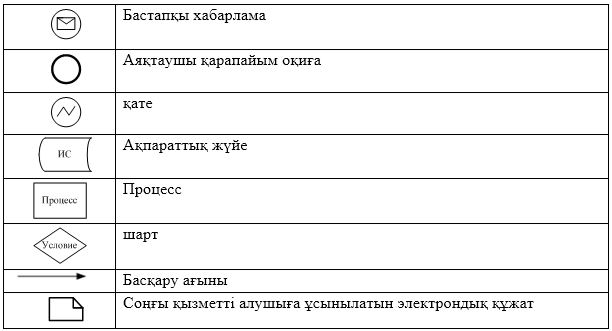 Бастапқы хабарлама
Аяқтаушы қарапайым оқиға
қате
ИС Ақпараттық жүйе
Процесс Процесс
Условие шарт
Басқару ағыны
Соңғы қызметті алушыға ұсынылатын электрондық құжат